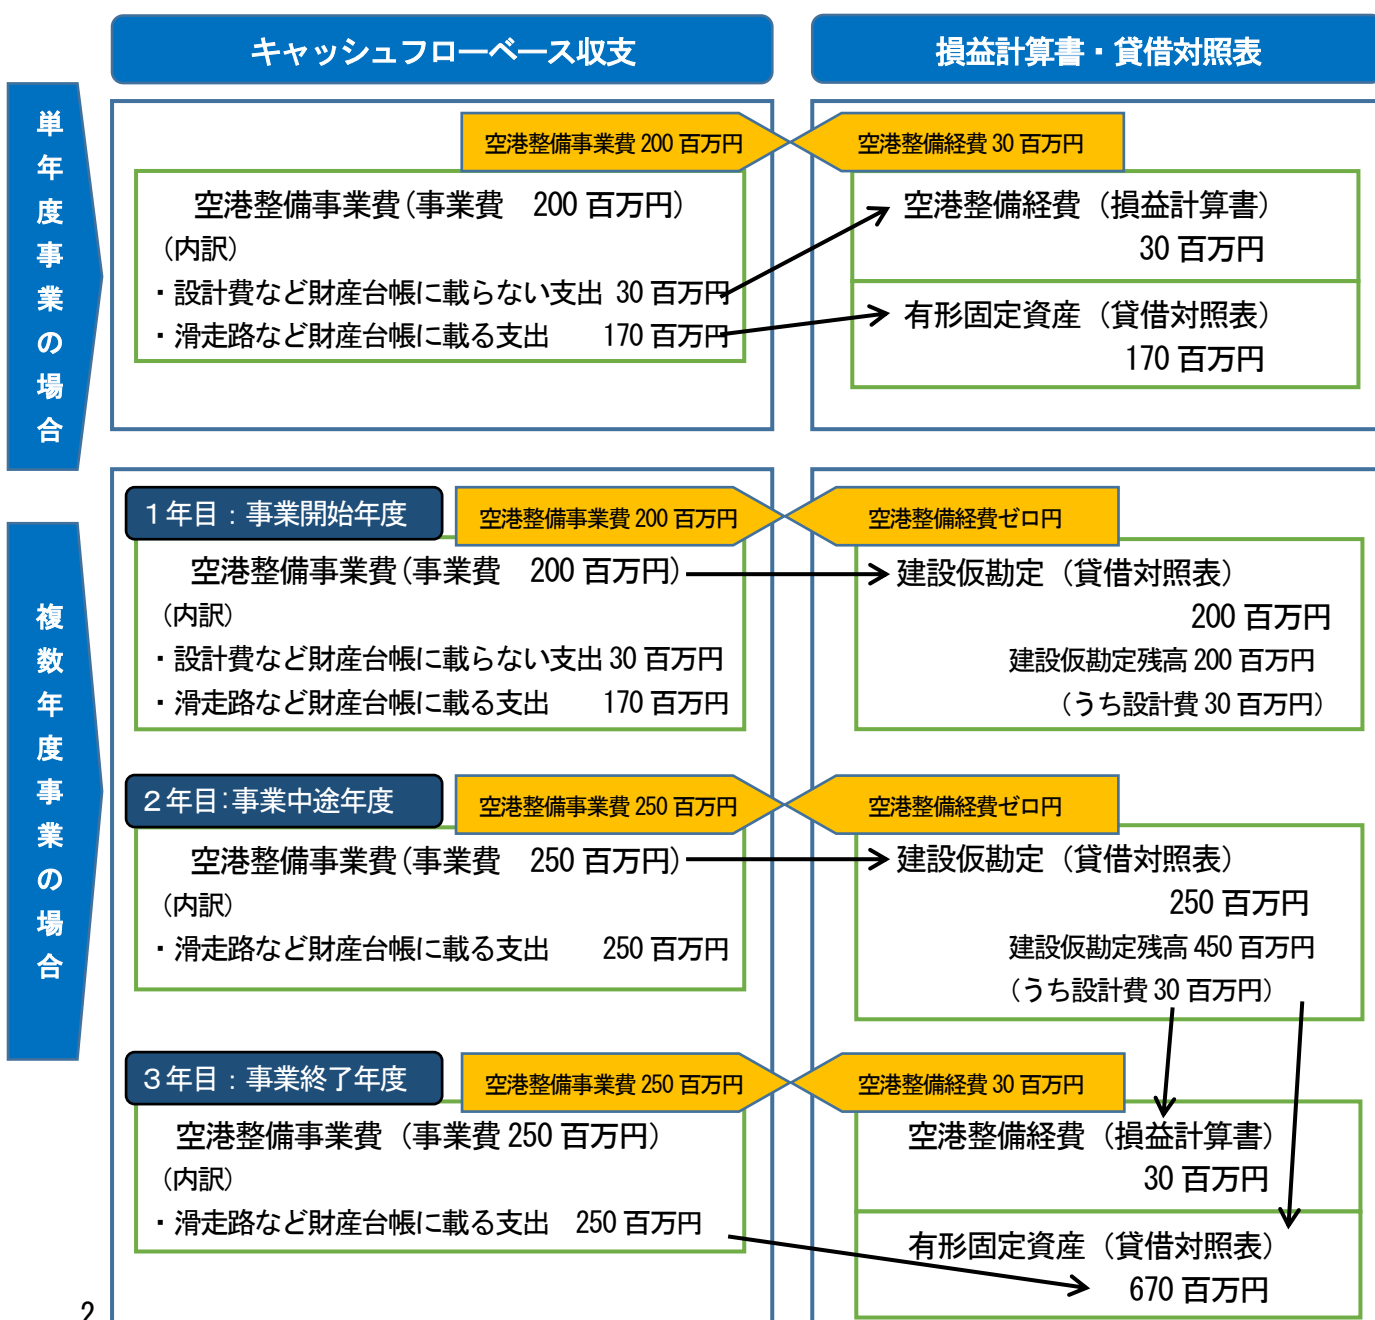 キャッシュフローベース収支
損益計算書・貸借対照表
単年度事業の場合
空港整備事業費 200 百万円
空港整備経費 30 百万円
空港整備事業費(事業費　200 百万円)
(内訳)
・設計費など財産台帳に載らない支出 30 百万円
・滑走路など財産台帳に載る支出　170 百万円
空港整備経費（損益計算書）
30 百万円
有形固定資産（貸借対照表）
170 百万円
複数年度事業の場合
１年目：事業開始年度
空港整備事業費 200 百万円
空港整備経費ゼロ円
空港整備事業費(事業費　200 百万円)
(内訳)
・設計費など財産台帳に載らない支出 30 百万円
・滑走路など財産台帳に載る支出　170 百万円
建設仮勘定（貸借対照表）
200 百万円
建設仮勘定残高 200 百万円
（うち設計費 30 百万円）
２年目：事業中途年度
空港整備事業費 250 百万円
空港整備経費ゼロ円
空港整備事業費(事業費　250 百万円)
(内訳)
・滑走路など財産台帳に載る支出　250 百万円
建設仮勘定（貸借対照表）
250 百万円
建設仮勘定残高 450 百万円
（うち設計費 30 百万円）
３年目：事業終了年度
空港整備事業費 250 百万円
空港整備経費 30 百万円
空港整備事業費（事業費 250 百万円）
(内訳)
・滑走路など財産台帳に載る支出　250 百万円
空港整備経費（損益計算書）
30 百万円
有形固定資産（貸借対照表）
670 百万円
2